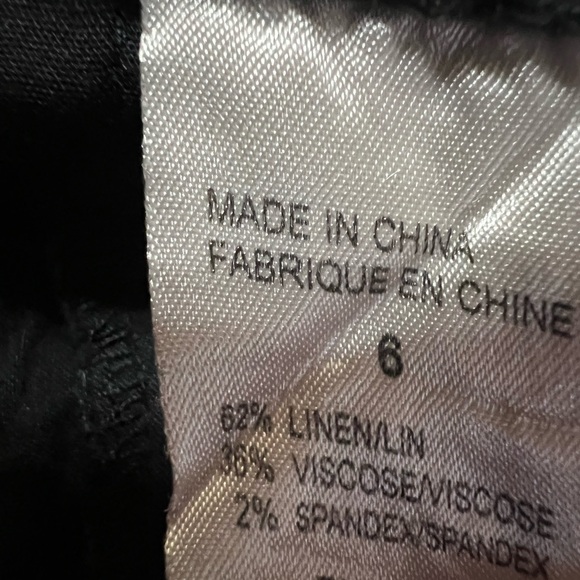 MADE IN CHINA
FABRIQUE EN CHINE
6
62% LINEN/LIN
36% VISCOSE/VISCOSE
2% SPANDEX/SPANDEX